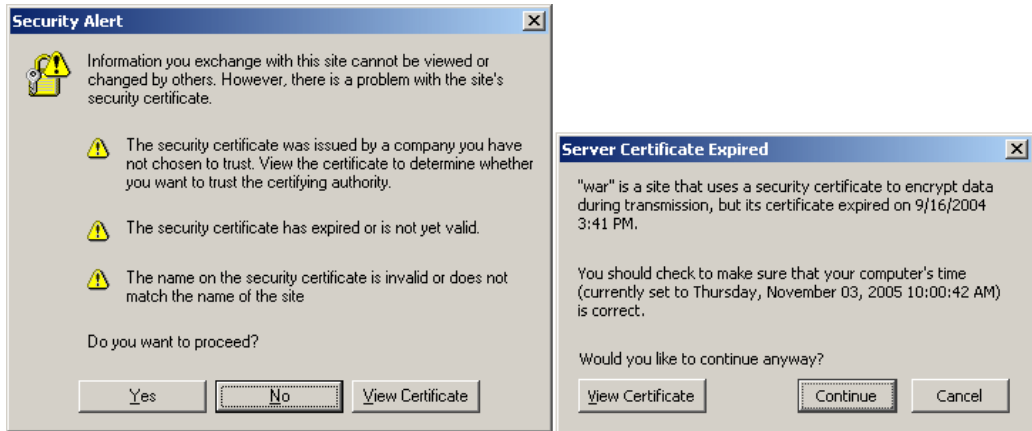 Security Alert
Information you exchange with this site cannot be viewed or
changed by others. However, there is a problem with the site's
security certificate.
The security certificate was issued by a company you have
not chosen to trust. View the certificate to determine whether
you want to trust the certifying authority.
The security certificate has expired or is not yet valid.
The name on the security certificate is invalid or does not
match the name of the site
Do you want to proceed?
Yes
No
View Certificate
Server Certificate Expired
"war" is a site that uses a security certificate to encrypt data
during transmission, but its certificate expired on 9/16/2004
3:41 PM.
You should check to make sure that your computer's time
(currently set to Thursday, November 03, 2005 10:00:42 AM)
is correct.
Would you like to continue anyway?
View Certificate
Continue
Cancel